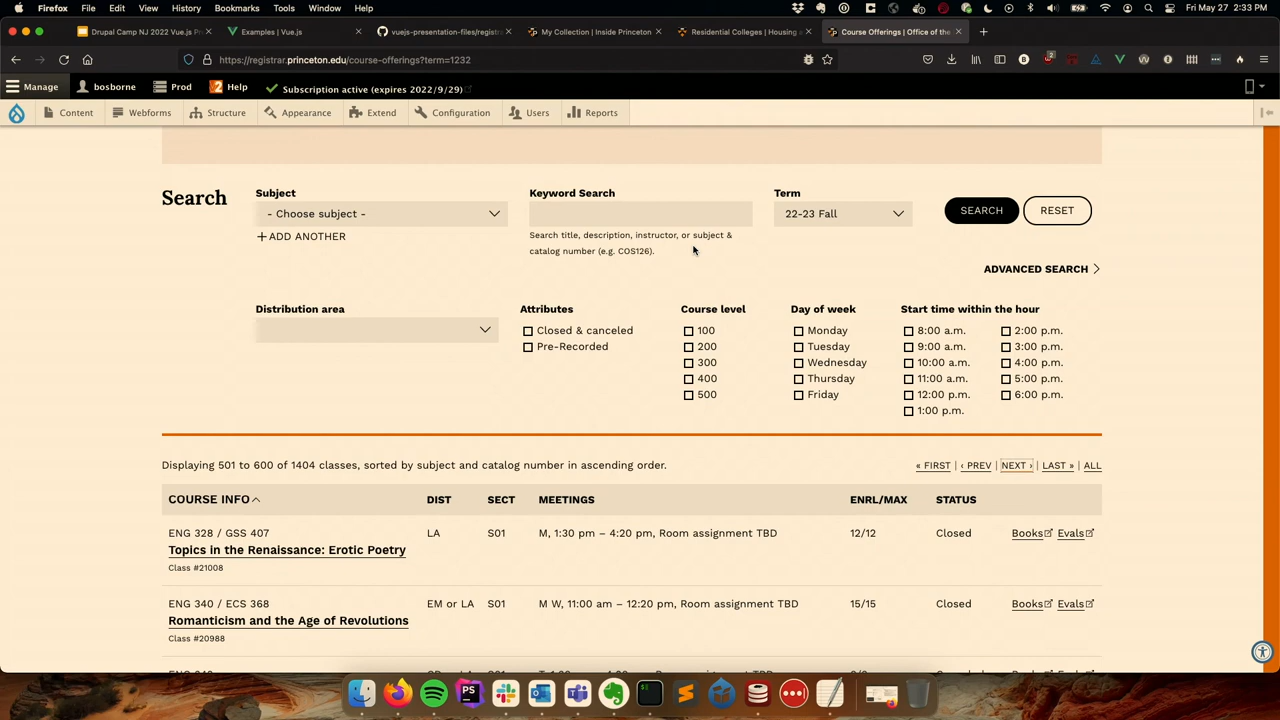 Firefox File Edit View History Bookmarks Tools Window Help Fri May 27 2:33 PM
Drupal Camp NJ 2022 Vue.js Pr Examples | Vue.js vuejs-presentation-files/registr My Collection | Inside Princeton Residential Colleges | Housing a Course Offerings | Office of the
https://registrar.princeton.edu/course-offerings?term=1232
Manage bosborne Prod Help Subscription active (expires 2022/9/29)
Content Webforms Structure Appearance Extend Configuration Users Reports
Search
Subject Keyword Search Term
- Choose subject - 22-23 Fall SEARCH RESET
ADD ANOTHER
Search title, description, instructor, or subject &
catalog number (e.g. COS126).
ADVANCED SEARCH
Distribution area Attributes Course level Day of week Start time within the hour
Closed & canceled 100 Monday 8:00 a.m. 2:00 p.m.
Pre-Recorded 200 Tuesday 9:00 a.m. 3:00 p.m.
300 Wednesday 10:00 a.m. 4:00 p.m.
400 Thursday 11:00 a.m. 5:00 p.m.
500 Friday 12:00 p.m. 6:00 p.m.
1:00 p.m.
Displaying 501 to 600 of 1404 classes, sorted by subject and catalog number in ascending order. « FIRST | ‹ PREV | NEXT › | LAST » | ALL
COURSE INFO DIST SECT MEETINGS ENRL/MAX STATUS
ENG 328 / GSS 407 LA S01 M, 1:30 pm – 4:20 pm, Room assignment TBD 12/12 Closed Books Evals
Topics in the Renaissance: Erotic Poetry
Class #21008
ENG 340 / ECS 368 EM or LA S01 M W, 11:00 am – 12:20 pm, Room assignment TBD 15/15 Closed Books Evals
Romanticism and the Age of Revolutions
Class #20988